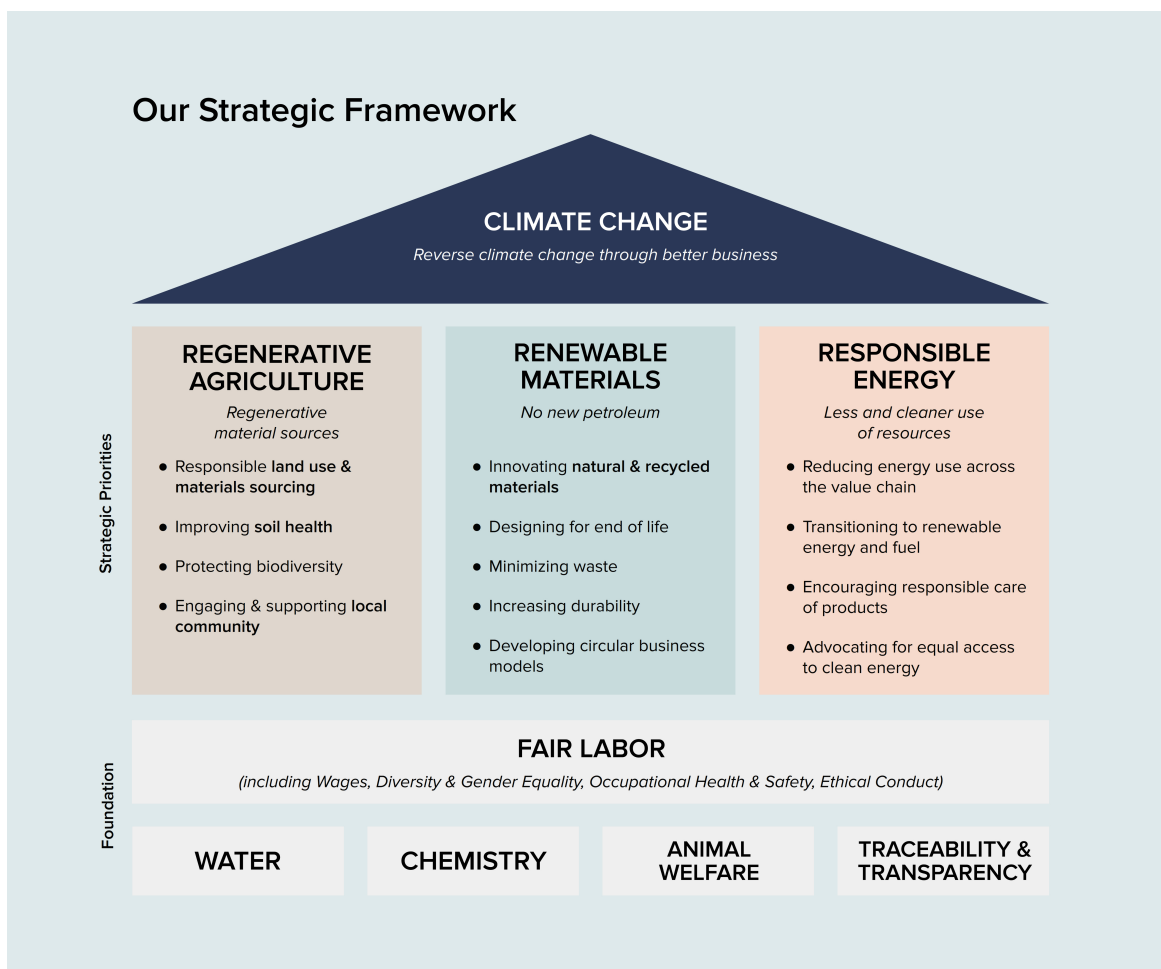 Our Strategic Framework
CLIMATE CHANGE
Reverse climate change through better business
Strategic Priorities
REGENERATIVE
AGRICULTURE
Regenerative
material sources
● Responsible land use &
materials sourcing
● Improving soil health
● Protecting biodiversity
● Engaging & supporting local
community
RENEWABLE
MATERIALS
No new petroleum
● Innovating natural & recycled
materials
● Designing for end of life
● Minimizing waste
● Increasing durability
● Developing circular business
models
RESPONSIBLE
ENERGY
Less and cleaner use
of resources
● Reducing energy use across
the value chain
● Transitioning to renewable
energy and fuel
● Encouraging responsible care
of products
● Advocating for equal access
to clean energy
Foundation
FAIR LABOR
(including Wages, Diversity & Gender Equality, Occupational Health & Safety, Ethical Conduct)
WATER
CHEMISTRY
ANIMAL
WELFARE
TRACEABILITY &
TRANSPARENCY